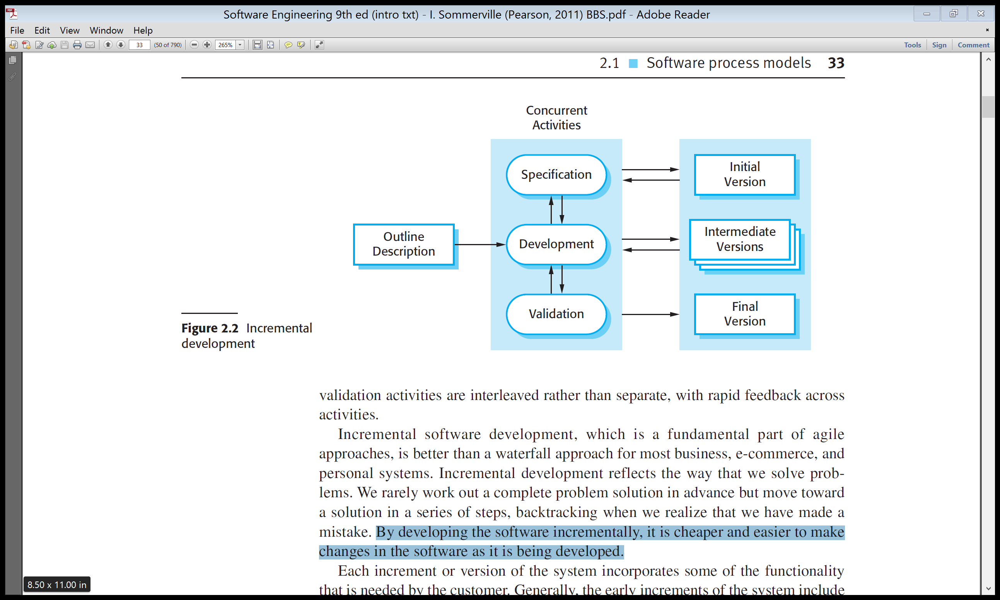 Software Engineering 9th ed (intro txt) - I. Sommerville (Pearson, 2011) BBS.pdf - Adobe Reader
File Edit View Window Help
33 (50 of 790) 265% Tools Sign Comment
2.1 Software process models 33
Concurrent
Activities
Specification
Initial
Version
Outline
Description
Development
Intermediate
Versions
Validation
Final
Version
Figure 2.2 Incremental
development
validation activities are interleaved rather than separate, with rapid feedback across
activities.
Incremental software development, which is a fundamental part of agile
approaches, is better than a waterfall approach for most business, e-commerce, and
personal systems. Incremental development reflects the way that we solve prob-
lems. We rarely work out a complete problem solution in advance but move toward
a solution in a series of steps, backtracking when we realize that we have made a
mistake. By developing the software incrementally, it is cheaper and easier to make
changes in the software as it is being developed.
Each increment or version of the system incorporates some of the functionality
that is needed by the customer. Generally, the early increments of the system include
8.50 x 11.00 in